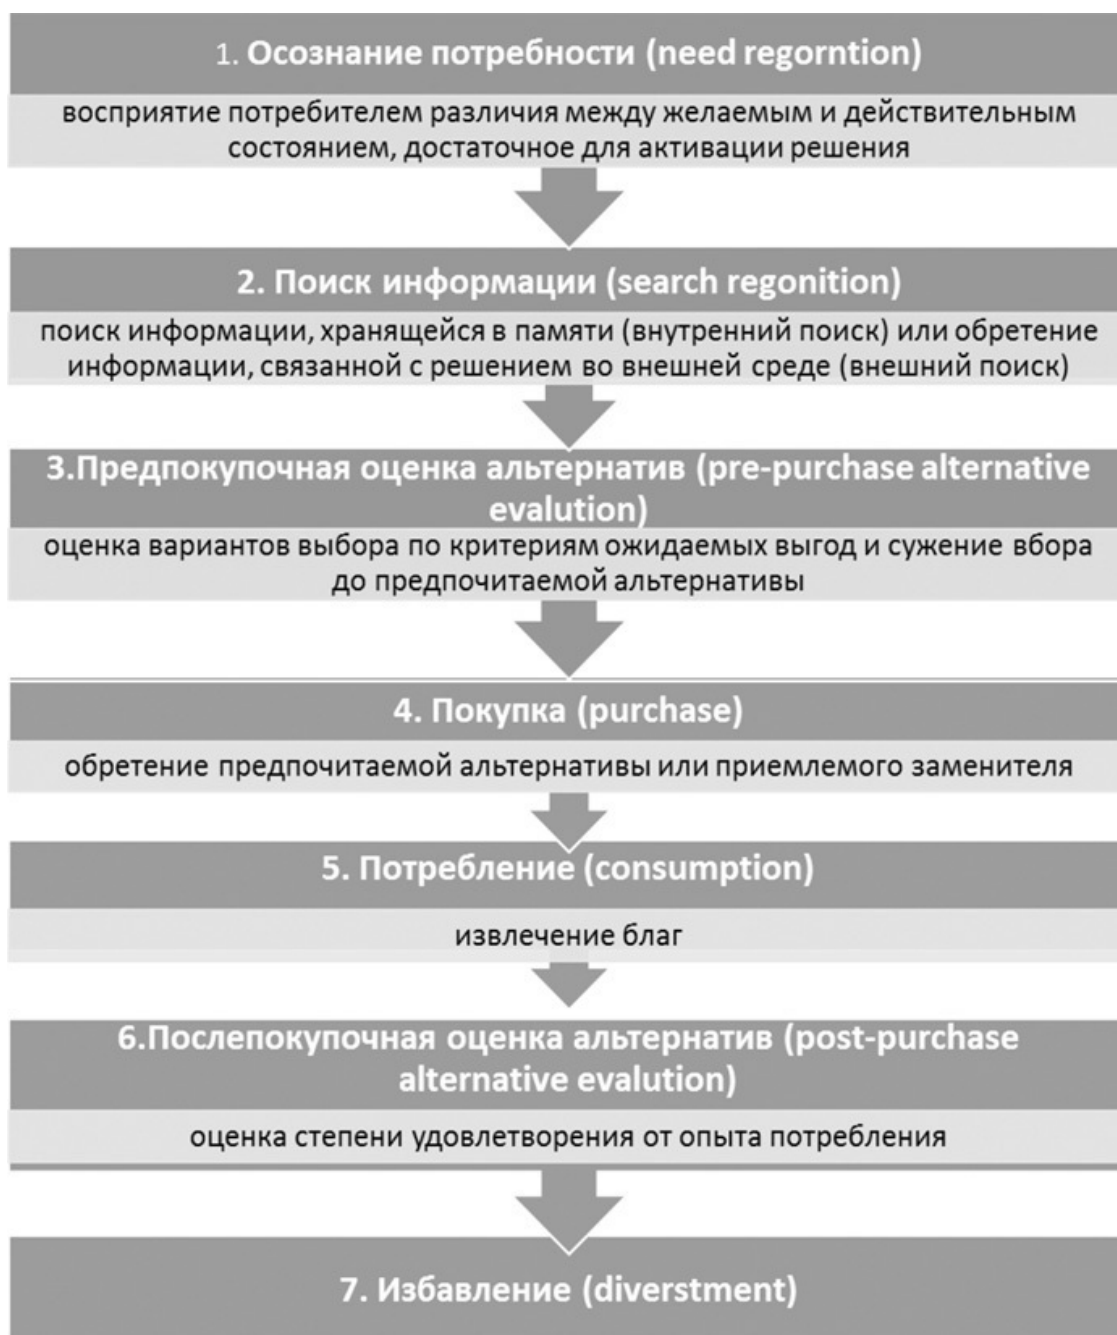 1. Осознание потребности (need regorntion)
восприятие потребителем различия между желаемым и действительным
состоянием, достаточное для активации решения
2. Поиск информации (search regonition)
поиск информации, хранящейся в памяти (внутренний поиск) или обретение
информации, связанной с решением во внешней среде (внешний поиск)
3.Предпокупочная оценка альтернатив (pre-purchase alternative
evalution)
оценка вариантов выбора по критериям ожидаемых выгод и сужение вбора
до предпочитаемой альтернативы
4. Покупка (purchase)
обретение предпочитаемой альтернативы или приемлемого заменителя
5. Потребление (consumption)
извлечение благ
6.Послепокупочная оценка альтернатив (post-purchase
alternative evalution)
оценка степени удовлетворения от опыта потребления
7. Избавление (diverstment)